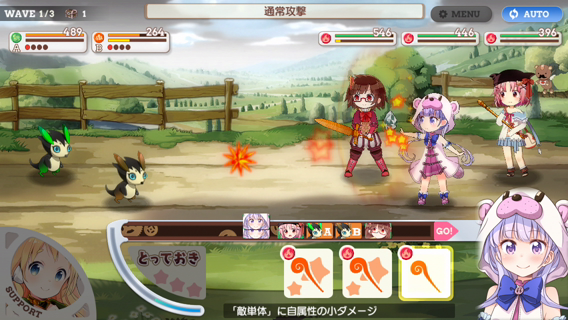 WAVE 1/3
1
通常攻撃
MENU
AUTO
489
264
A
B
546
446
396
A
B
GO!
とっておき
SUPPORT
「敵単体」に自属性の小ダメージ